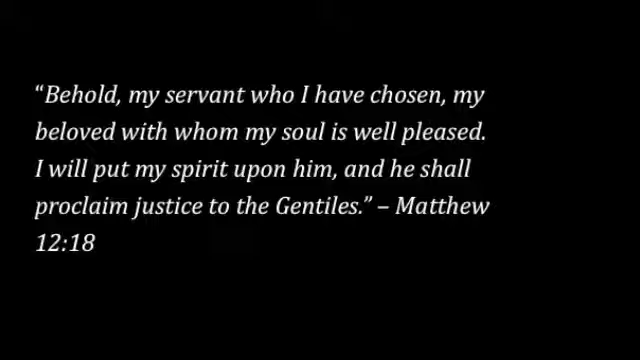 “Behold, my servant who I have chosen, my
beloved with whom my soul is well pleased.
I will put my spirit upon him, and he shall
proclaim justice to the Gentiles.” – Matthew
12:18